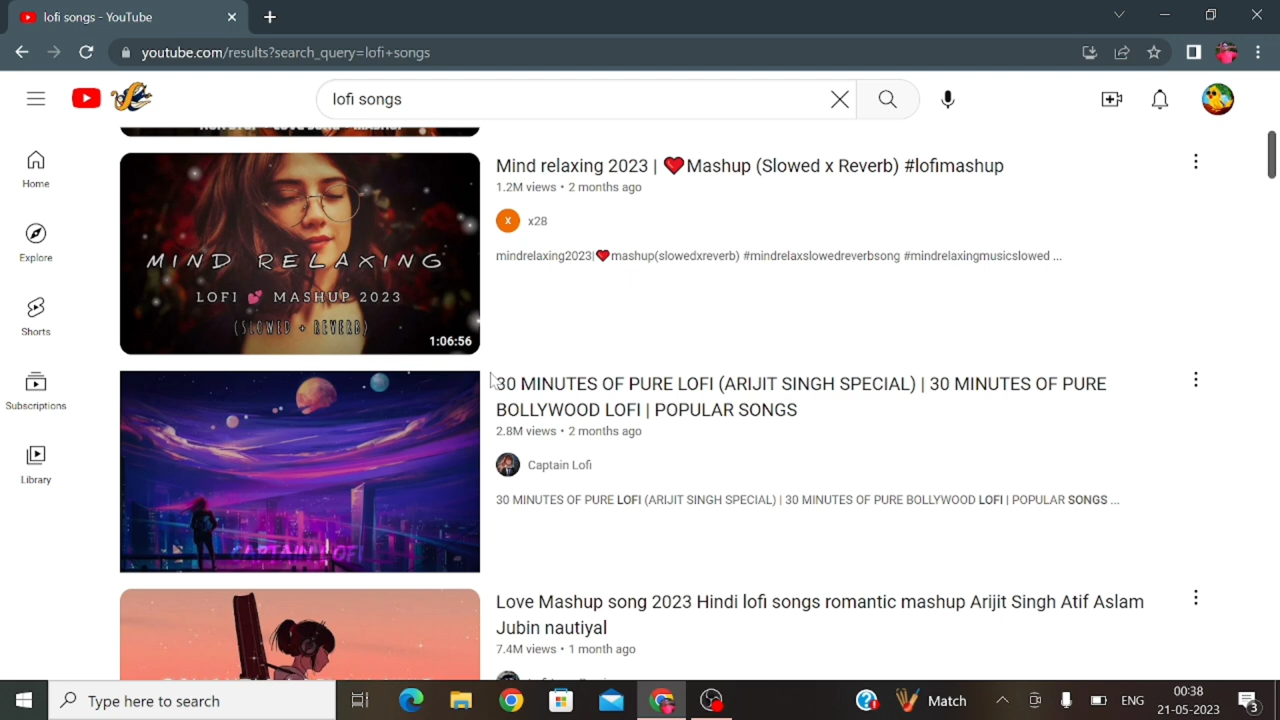 lofi songs - YouTube
youtube.com/results?search_query=lofi+songs
lofi songs
Home
Explore
Shorts
Subscriptions
Library
MIND RELAXING
LOFI 💕 MASHUP 2023
(SLOWED + REVERB)
1:06:56
Mind relaxing 2023 | ❤️Mashup (Slowed x Reverb) #lofimashup
1.2M views • 2 months ago
x
x28
mindrelaxing2023|❤️mashup(slowedxreverb) #mindrelaxslowedreverbsong #mindrelaxingmusicslowed ...
CAPTAIN LOFI
30 MINUTES OF PURE LOFI (ARIJIT SINGH SPECIAL) | 30 MINUTES OF PURE
BOLLYWOOD LOFI | POPULAR SONGS
2.8M views • 2 months ago
Captain Lofi
30 MINUTES OF PURE LOFI (ARIJIT SINGH SPECIAL) | 30 MINUTES OF PURE BOLLYWOOD LOFI | POPULAR SONGS ...
Love Mashup song 2023 Hindi lofi songs romantic mashup Arijit Singh Atif Aslam
Jubin nautiyal
7.4M views • 1 month ago
Type here to search
Match
ENG
00:38
21-05-2023
3